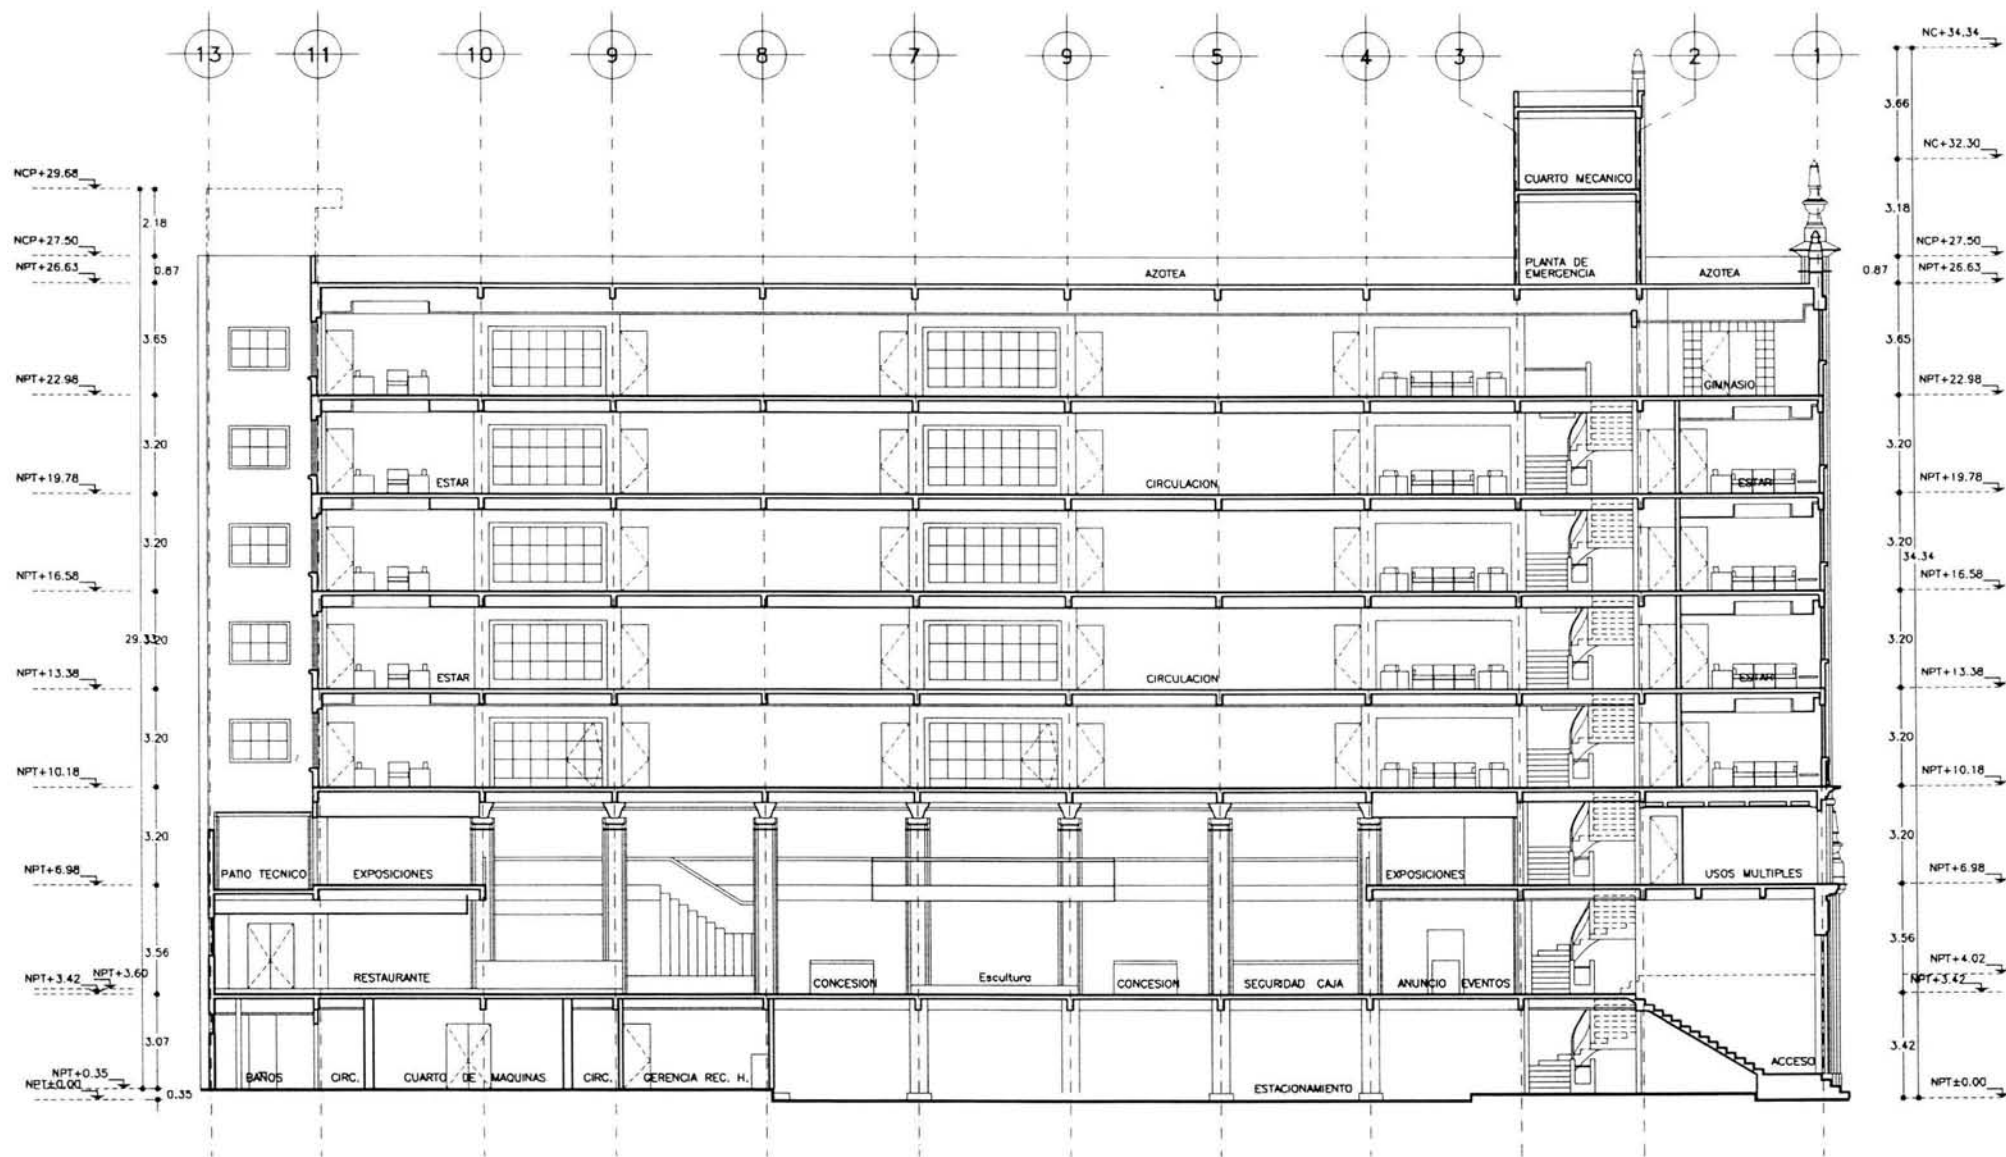 13 11 10 9 8 7 9 5 4 3 2 1
NC+34.34
3.66
NC+32.30
CUARTO MECANICO
NCP+29.68
2.18
3.18
NCP+27.50
NCP+27.50
NPT+26.63
0.87
AZOTEA
PLANTA DE
EMERGENCIA
AZOTEA
0.87
NPT+26.63
3.65
3.65
NPT+22.98
GIMNASIO
NPT+22.98
3.20
3.20
NPT+19.78
ESTAR
CIRCULACION
ESTAR
NPT+19.78
3.20
3.20
34.34
NPT+16.58
NPT+16.58
29.33
3.20
3.20
NPT+13.38
ESTAR
CIRCULACION
ESTAR
NPT+13.38
3.20
3.20
NPT+10.18
NPT+10.18
3.20
3.20
NPT+6.98
PATIO TECNICO
EXPOSICIONES
EXPOSICIONES
USOS MULTIPLES
NPT+6.98
3.56
3.56
NPT+4.02
NPT+3.42
NPT+3.60
RESTAURANTE
CONCESION
Escultura
CONCESION
SEGURIDAD CAJA
ANUNCIO EVENTOS
NPT+3.42
3.07
3.42
NPT+0.35
NPT±0.00
0.35
BAÑOS
CIRC.
CUARTO DE MAQUINAS
CIRC.
GERENCIA REC. H.
ESTACIONAMIENTO
ACCESO
NPT±0.00